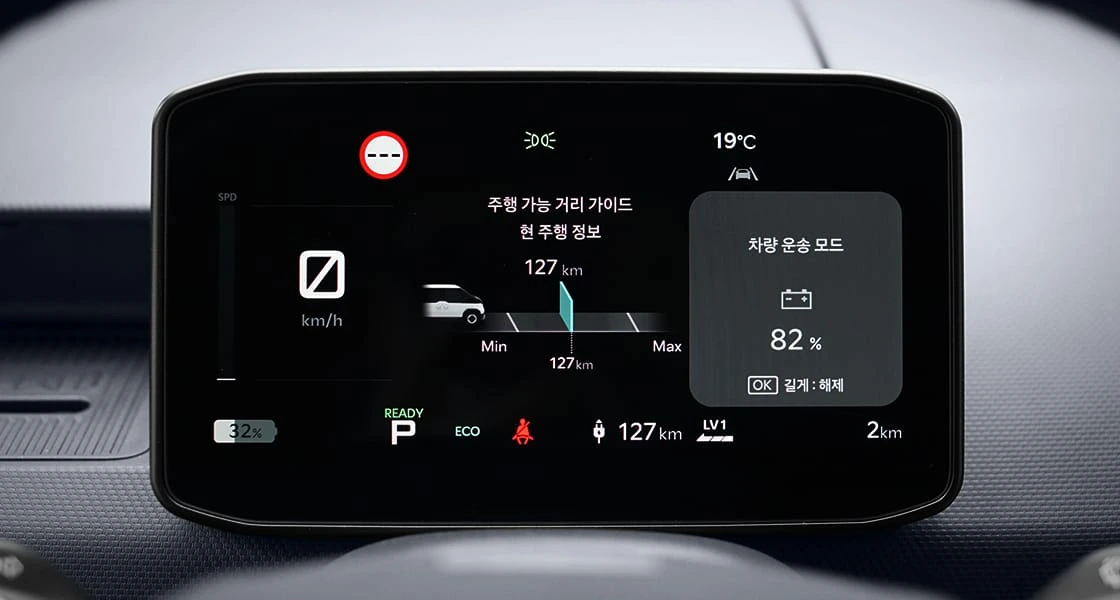 19°C
SPD
주행 가능 거리 가이드
현 주행 정보
127 km
0
km/h
Min
Max
127km
차량 운송 모드
82 %
OK 길게 : 해제
32%
READY
P
ECO
127 km
LV1
2km